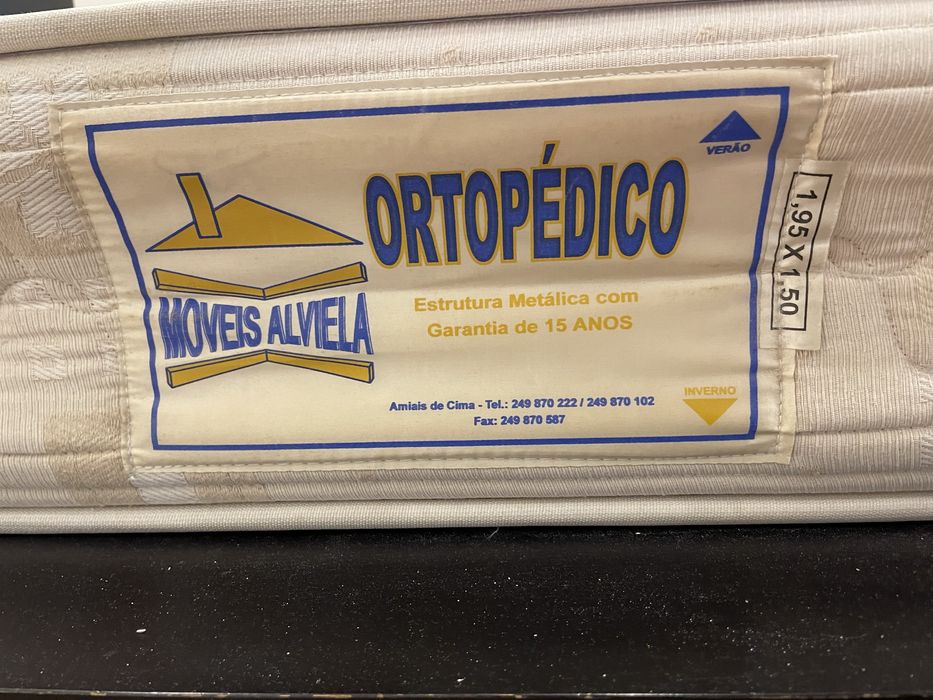 VERÃO
ORTOPÉDICO
MOVEIS ALVIELA
Estrutura Metálica com
Garantia de 15 ANOS
1,95 X 1,50
INVERNO
Amiais de Cima - Tel.: 249 870 222 / 249 870 102
Fax: 249 870 587